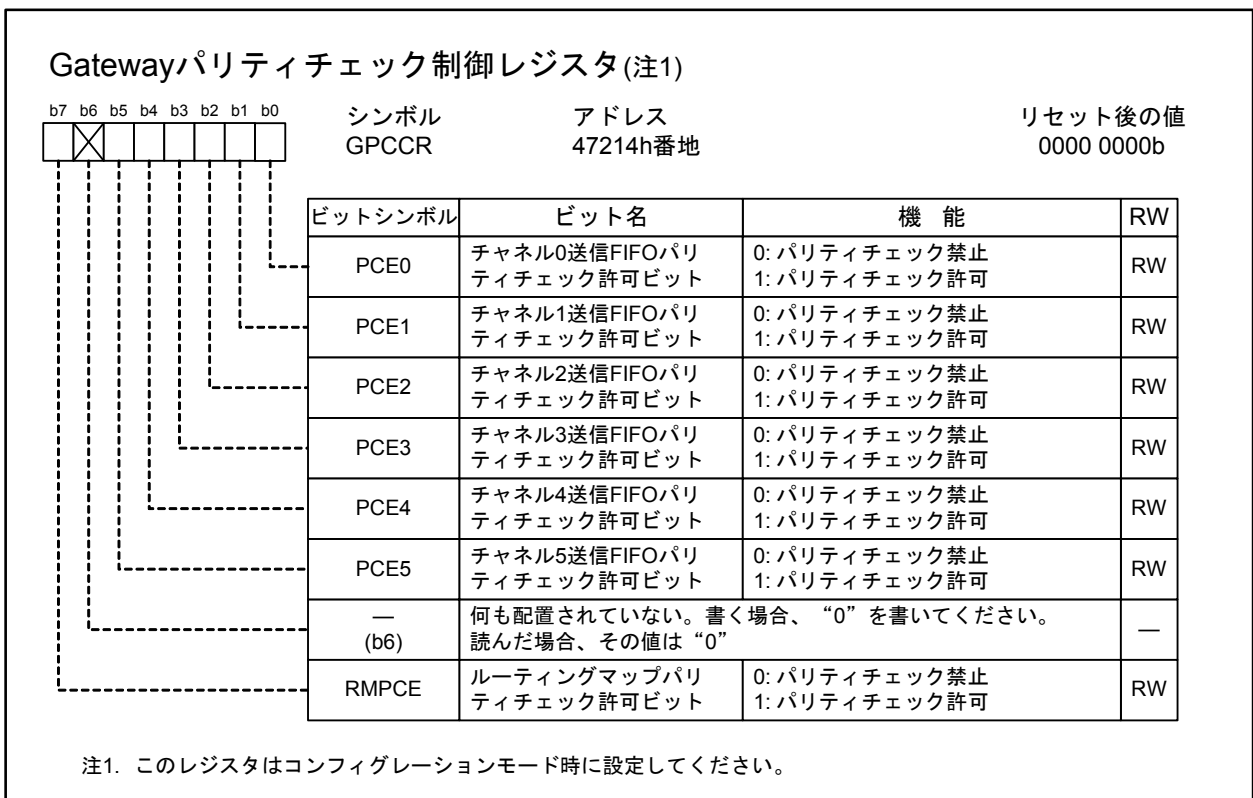 Gatewayパリティチェック制御レジスタ(注1)
b7 b6 b5 b4 b3 b2 b1 b0
シンボル アドレス リセット後の値
GPCCR 47214h番地 0000 0000b
ビットシンボル ビット名 機 能 RW
PCE0 チャネル0送信FIFOパリ 0: パリティチェック禁止 RW
ティチェック許可ビット 1: パリティチェック許可
PCE1 チャネル1送信FIFOパリ 0: パリティチェック禁止 RW
ティチェック許可ビット 1: パリティチェック許可
PCE2 チャネル2送信FIFOパリ 0: パリティチェック禁止 RW
ティチェック許可ビット 1: パリティチェック許可
PCE3 チャネル3送信FIFOパリ 0: パリティチェック禁止 RW
ティチェック許可ビット 1: パリティチェック許可
PCE4 チャネル4送信FIFOパリ 0: パリティチェック禁止 RW
ティチェック許可ビット 1: パリティチェック許可
PCE5 チャネル5送信FIFOパリ 0: パリティチェック禁止 RW
ティチェック許可ビット 1: パリティチェック許可
— 何も配置されていない。書く場合、“0”を書いてください。 —
(b6) 読んだ場合、その値は“0”
RMPCE ルーティングマップパリ 0: パリティチェック禁止 RW
ティチェック許可ビット 1: パリティチェック許可
注1. このレジスタはコンフィグレーションモード時に設定してください。